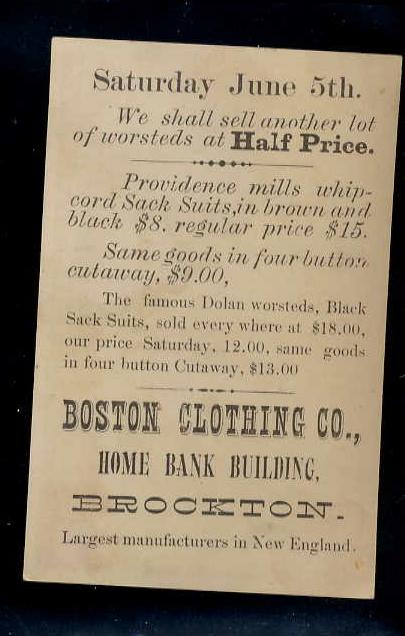 Saturday June 5th.
We shall sell another lot
of worsteds at Half Price.
Providence mills whip-
cord Sack Suits,in brown and
black $8. regular price $15.
Same goods in four button
cutaway, $9.00,
The famous Dolan worsteds, Black
Sack Suits, sold every where at $18.00,
our price Saturday, 12.00, same goods
in four button Cutaway, $13.00
BOSTON CLOTHING CO.,
HOME BANK BUILDING,
BROCKTON.
Largest manufacturers in New England.